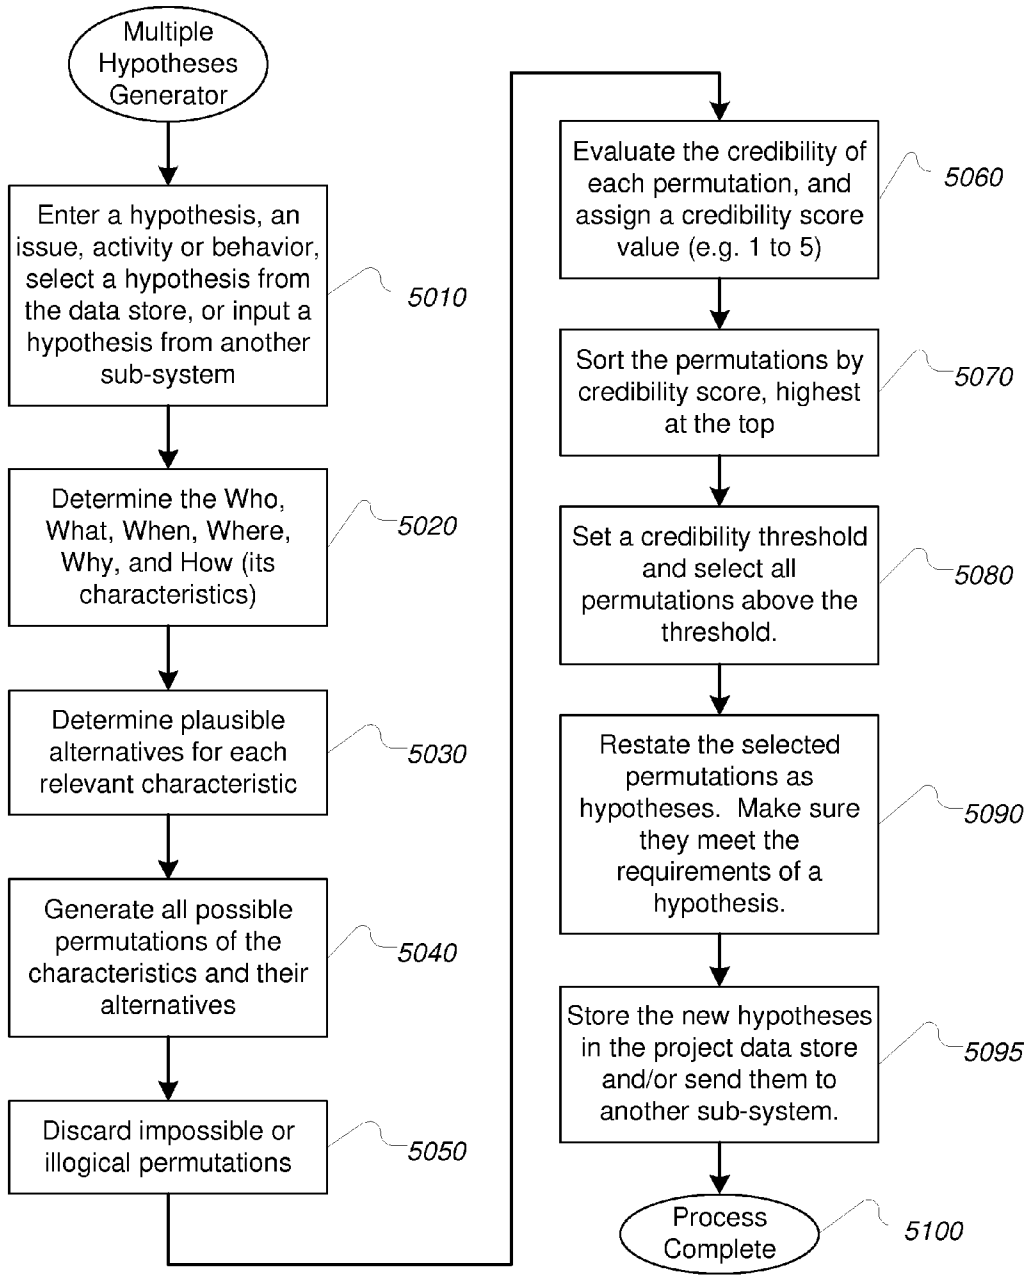 Multiple
Hypotheses
Generator
Enter a hypothesis, an
issue, activity or behavior,
select a hypothesis from
the data store, or input a
hypothesis from another
sub-system
5010
Determine the Who,
What, When, Where,
Why, and How (its
characteristics)
5020
Determine plausible
alternatives for each
relevant characteristic
5030
Generate all possible
permutations of the
characteristics and their
alternatives
5040
Discard impossible or
illogical permutations
5050
Evaluate the credibility of
each permutation, and
assign a credibility score
value (e.g. 1 to 5)
5060
Sort the permutations by
credibility score, highest
at the top
5070
Set a credibility threshold
and select all
permutations above the
threshold.
5080
Restate the selected
permutations as
hypotheses.  Make sure
they meet the
requirements of a
hypothesis.
5090
Store the new hypotheses
in the project data store
and/or send them to
another sub-system.
5095
Process
Complete
5100